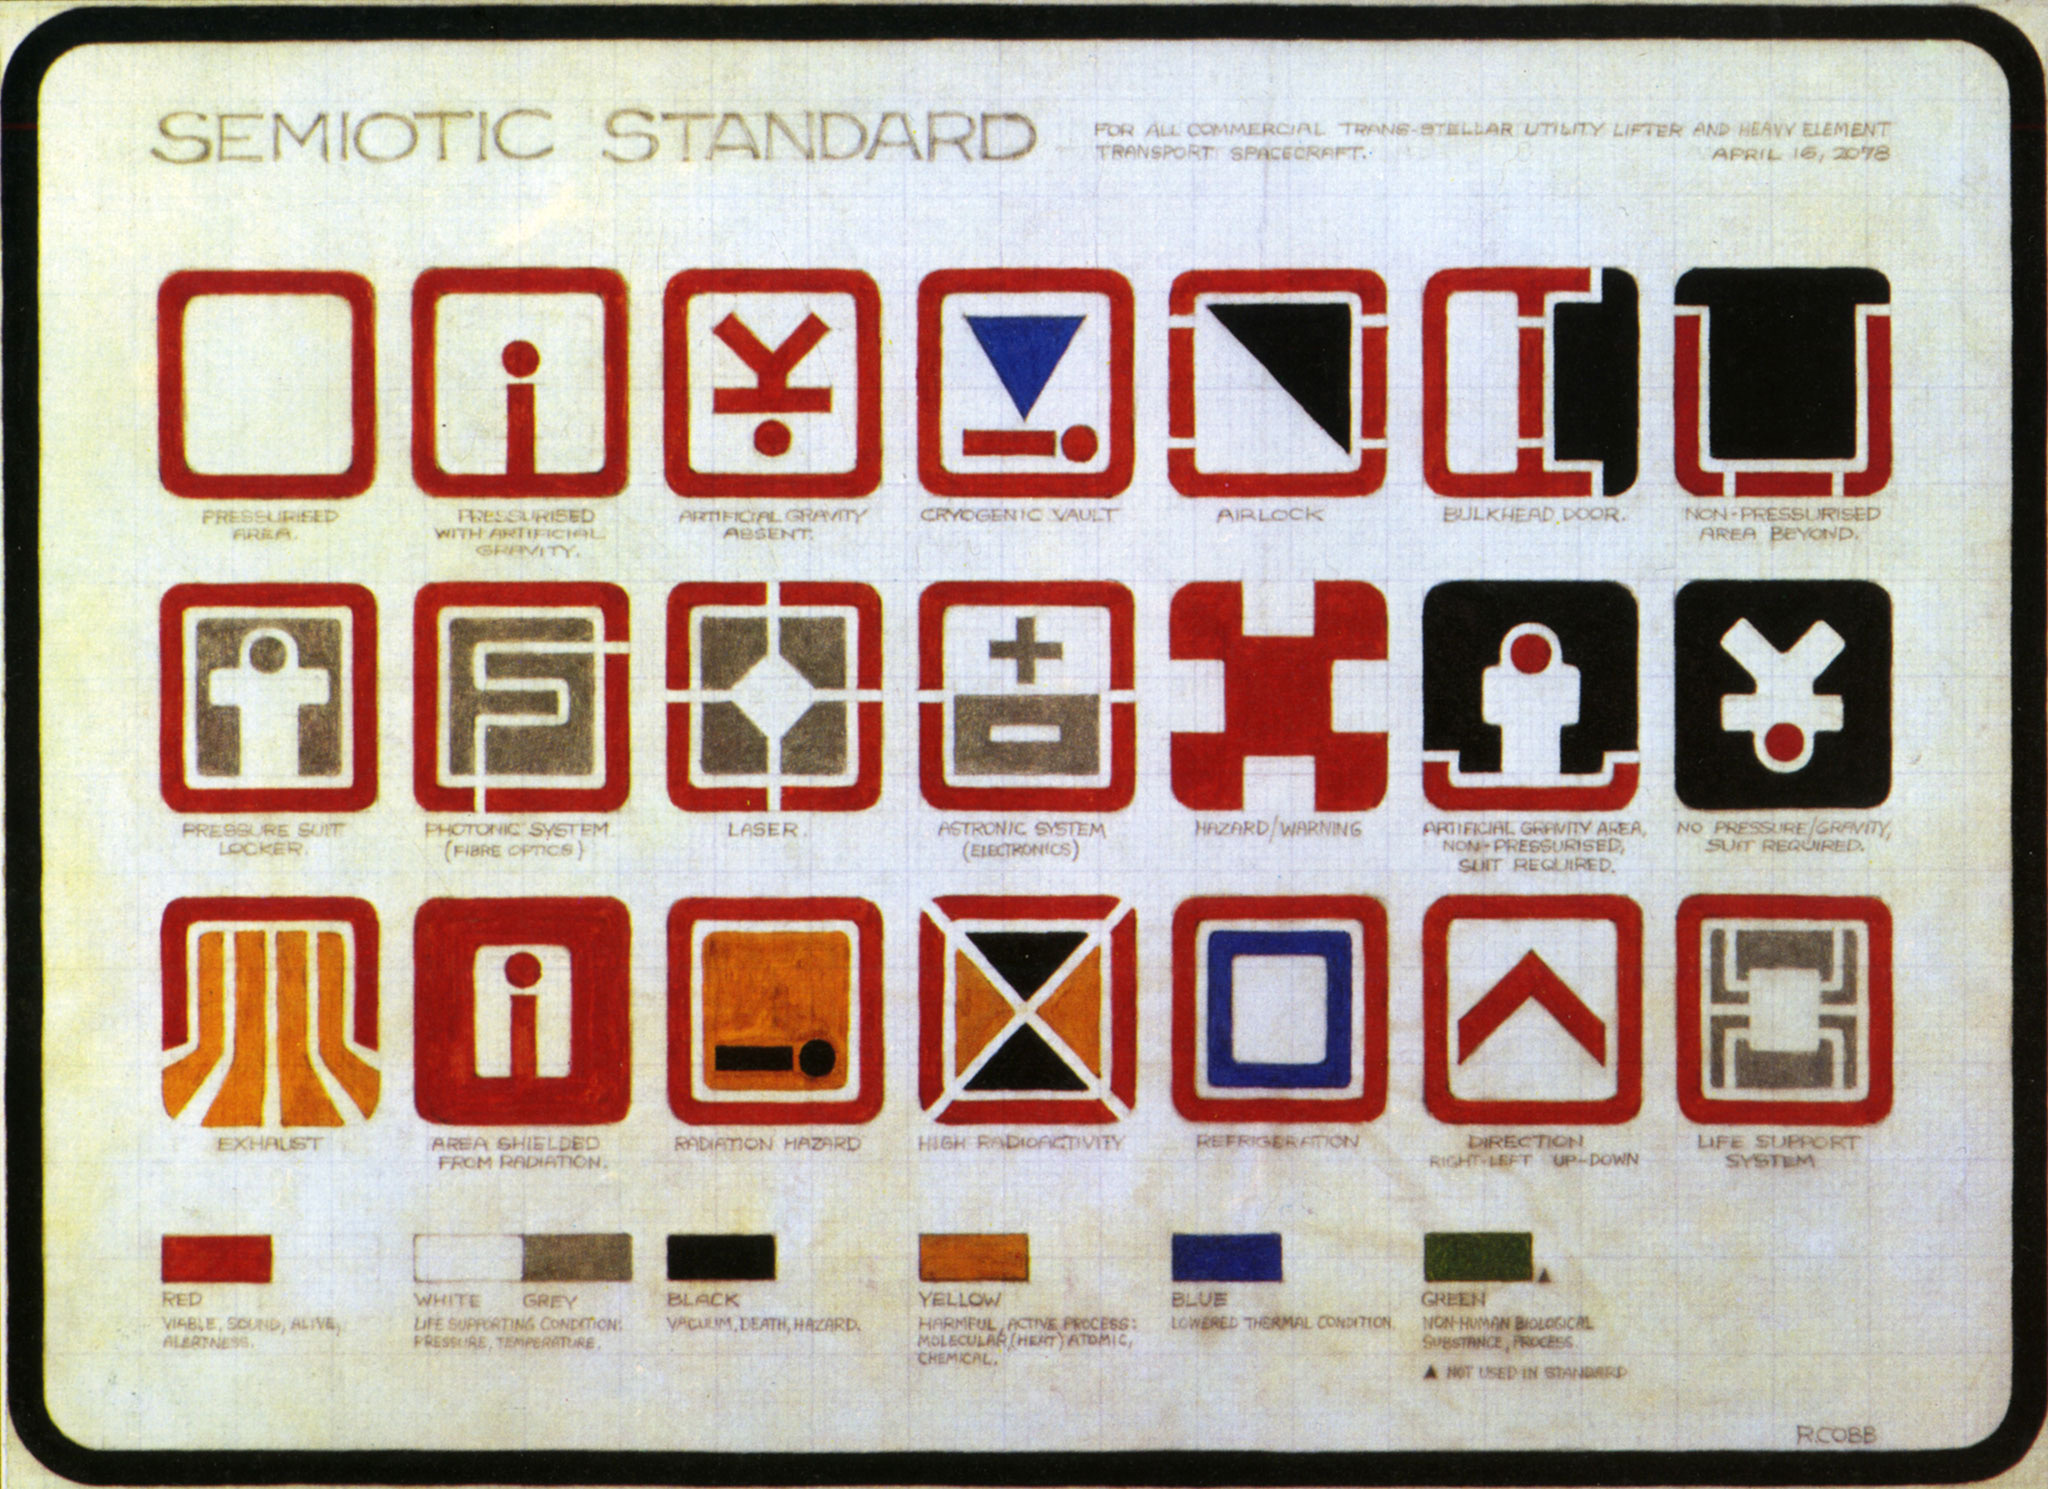 SEMIOTIC STANDARD
FOR ALL COMMERCIAL TRANS-STELLAR UTILITY LIFTER AND HEAVY ELEMENT
TRANSPORT SPACECRAFT.
APRIL 16, 2078
PRESSURISED
AREA.
PRESSURISED
WITH ARTIFICIAL
GRAVITY.
ARTIFICIAL GRAVITY
ABSENT.
CRYOGENIC VAULT
AIRLOCK
BULKHEAD DOOR.
NON-PRESSURISED
AREA BEYOND.
PRESSURE SUIT
LOCKER.
PHOTONIC SYSTEM
(FIBRE OPTICS)
LASER.
ASTRONIC SYSTEM
(ELECTRONICS)
HAZARD/WARNING
ARTIFICIAL GRAVITY AREA,
NON-PRESSURISED,
SUIT REQUIRED.
NO PRESSURE/GRAVITY,
SUIT REQUIRED.
EXHAUST
AREA SHIELDED
FROM RADIATION.
RADIATION HAZARD
HIGH RADIOACTIVITY
REFRIGERATION
DIRECTION
RIGHT-LEFT UP-DOWN
LIFE SUPPORT
SYSTEM
RED
VIABLE, SOUND, ALIVE,
ALERTNESS.
WHITE GREY
LIFE SUPPORTING CONDITION:
PRESSURE, TEMPERATURE.
BLACK
VACUUM, DEATH, HAZARD.
YELLOW
HARMFUL, ACTIVE PROCESS:
MOLECULAR, (HEAT) ATOMIC,
CHEMICAL.
BLUE
LOWERED THERMAL CONDITION.
GREEN
NON-HUMAN BIOLOGICAL
SUBSTANCE, PROCESS
▲ NOT USED IN STANDARD
R.COBB